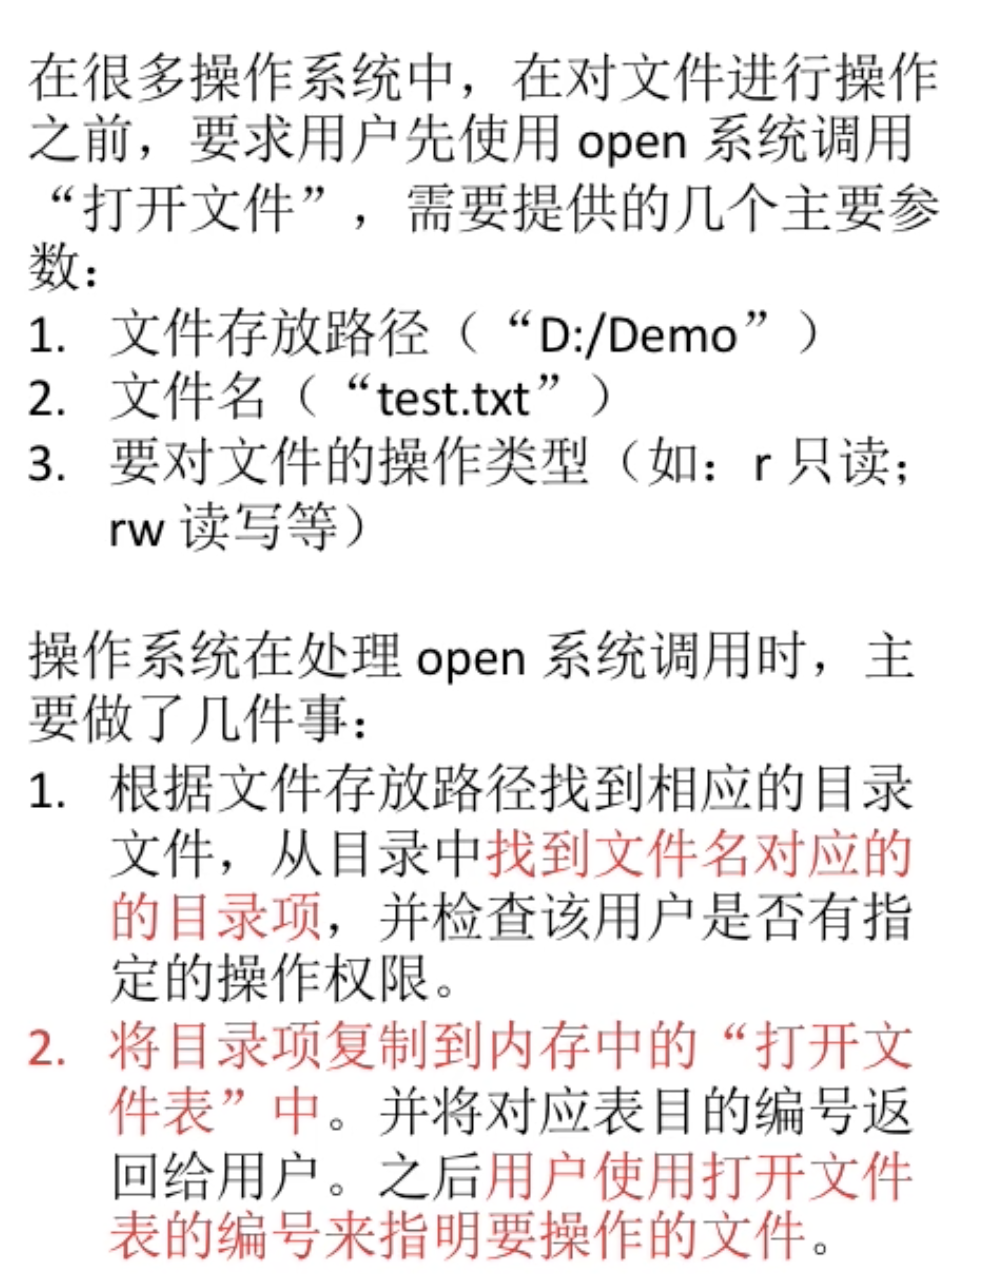 在很多操作系统中，在对文件进行操作
之前，要求用户先使用 open 系统调用
“打开文件”，需要提供的几个主要参
数：
1. 文件存放路径（“D:/Demo”）
2. 文件名（“test.txt”）
3. 要对文件的操作类型（如：r 只读；
rw 读写等）
操作系统在处理 open 系统调用时，主
要做了几件事：
1. 根据文件存放路径找到相应的目录
文件，从目录中找到文件名对应的
的目录项，并检查该用户是否有指
定的操作权限。
2. 将目录项复制到内存中的“打开文
件表”中。并将对应表目的编号返
回给用户。之后用户使用打开文件
表的编号来指明要操作的文件。